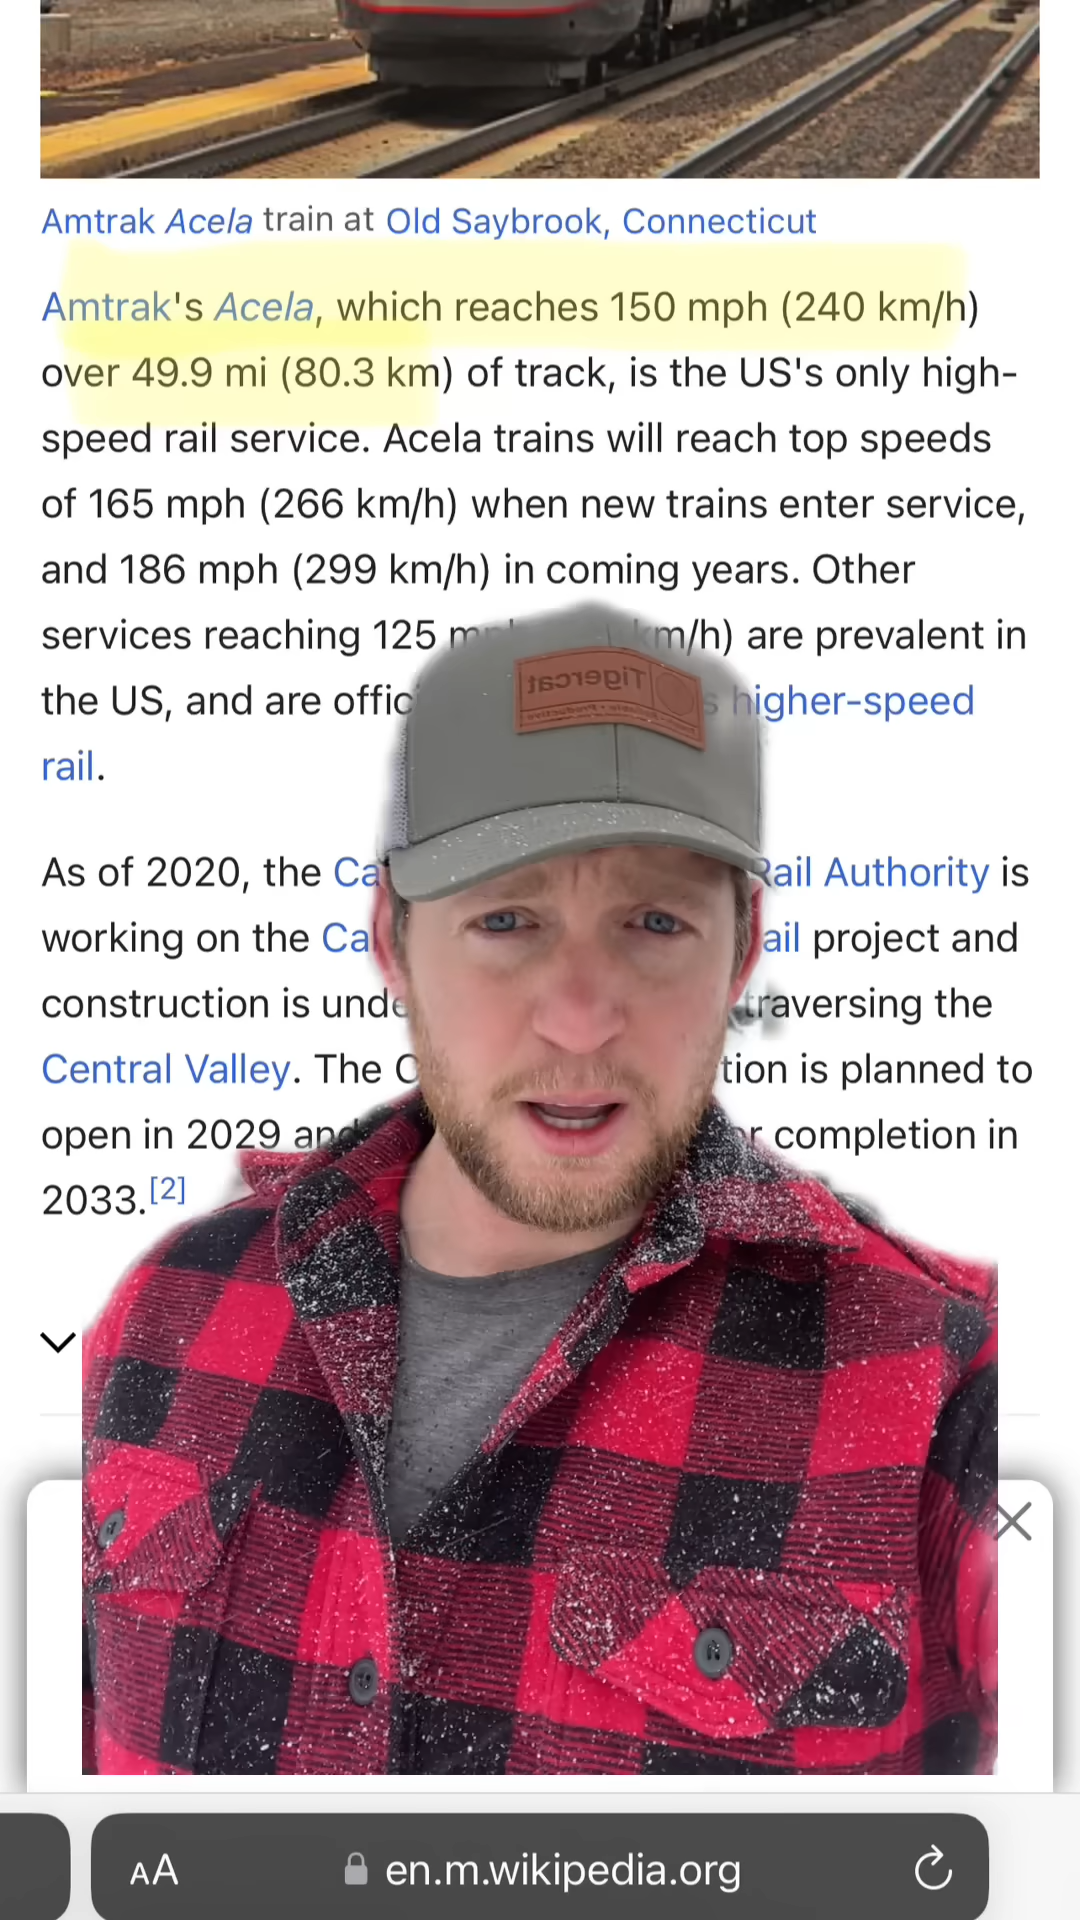 Amtrak Acela train at Old Saybrook, Connecticut
Amtrak's Acela, which reaches 150 mph (240 km/h)
over 49.9 mi (80.3 km) of track, is the US's only high-
speed rail service. Acela trains will reach top speeds
of 165 mph (266 km/h) when new trains enter service,
and 186 mph (299 km/h) in coming years. Other
services reaching 125 km/h) are prevalent in
the US, and are offic higher-speed
rail.
As of 2020, the Ca Rail Authority is
working on the Cal ail project and
construction is unde traversing the
Central Valley. The C tion is planned to
open in 2029 and r completion in
2033.[2]
Tigercat
AA en.m.wikipedia.org